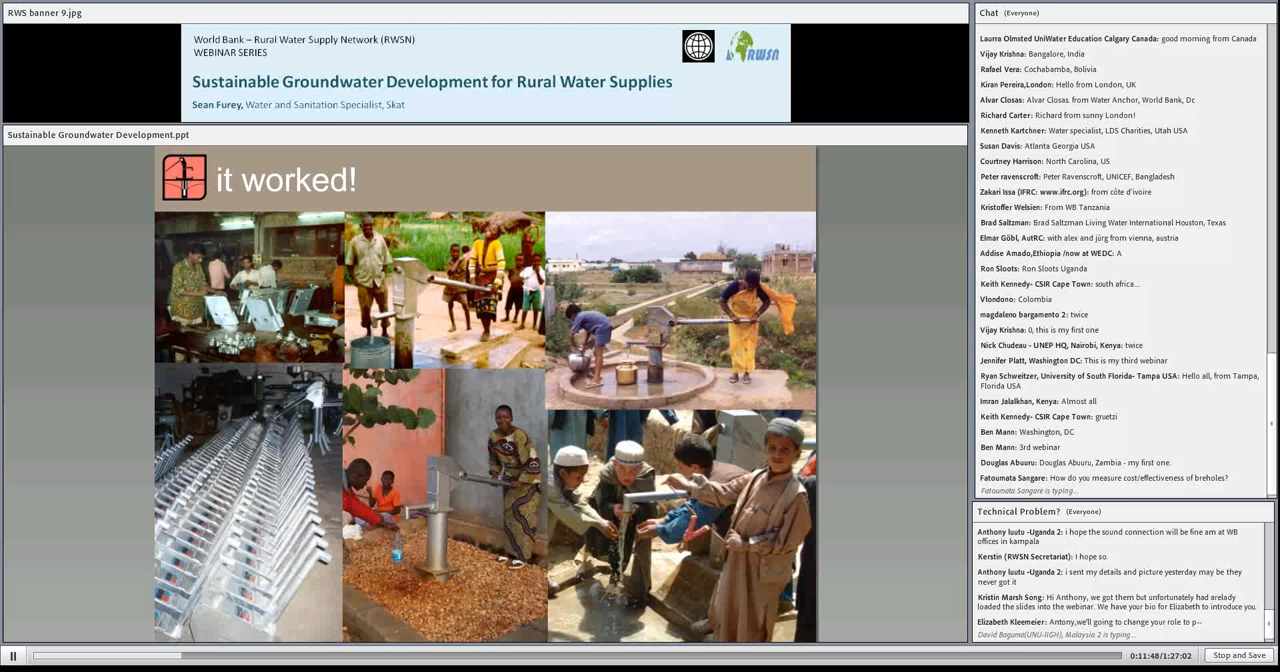 RWS banner 9.jpg
World Bank – Rural Water Supply Network (RWSN)
WEBINAR SERIES
Sustainable Groundwater Development for Rural Water Supplies
Sean Furey, Water and Sanitation Specialist, Skat
RWSN
Sustainable Groundwater Development.ppt
it worked!
Chat (Everyone)
Laurra Olmsted UniWater Education Calgary Canada: good morning from Canada
Vijay Krishna: Bangalore, India
Rafael Vera: Cochabamba, Bolivia
Kiran Pereira,London: Hello from London, UK
Alvar Closas: Alvar Closas. from Water Anchor, World Bank, Dc
Richard Carter: Richard from sunny London!
Kenneth Kartchner: Water specialist, LDS Charities, Utah USA
Susan Davis: Atlanta Georgia USA
Courtney Harrison: North Carolina, US
Peter ravenscroft: Peter Ravenscroft, UNICEF, Bangladesh
Zakari Issa (IFRC: www.ifrc.org): from côte d'ivoire
Kristoffer Welsien: From WB Tanzania
Brad Saltzman: Brad Saltzman Living Water International Houston, Texas
Elmar Göbl, AutRC: with alex and jürg from vienna, austria
Addise Amado,Ethiopia /now at WEDC: A
Ron Sloots: Ron Sloots Uganda
Keith Kennedy- CSIR Cape Town: south africa...
Vlondono: Colombia
magdaleno bargamento 2: twice
Vijay Krishna: 0, this is my first one
Nick Chudeau - UNEP HQ, Nairobi, Kenya: twice
Jennifer Platt, Washington DC: This is my third webinar
Ryan Schweitzer, University of South Florida- Tampa USA: Hello all, from Tampa,
Florida USA
Imran Jalalkhan, Kenya: Almost all
Keith Kennedy- CSIR Cape Town: gruetzi
Ben Mann: Washington, DC
Ben Mann: 3rd webinar
Douglas Abuuru: Douglas Abuuru, Zambia - my first one.
Fatoumata Sangare: How do you measure cost/effectiveness of breholes?
Fatoumata Sangare is typing...
Technical Problem? (Everyone)
Anthony luutu -Uganda 2: i hope the sound connection will be fine am at WB
offices in kampala
Kerstin (RWSN Secretariat): I hope so.
Anthony luutu -Uganda 2: i sent my details and picture yesterday may be they
never got it
Kristin Marsh Song: Hi Anthony, we got them but unfortunately had arelady
loaded the slides into the webinar. We have your bio for Elizabeth to introduce you.
Elizabeth Kleemeier: Antony,we'll going to change your role to p--
David Baguma(UNU-IIGH), Malaysia 2 is typing...
0:11:48/1:27:02
Stop and Save